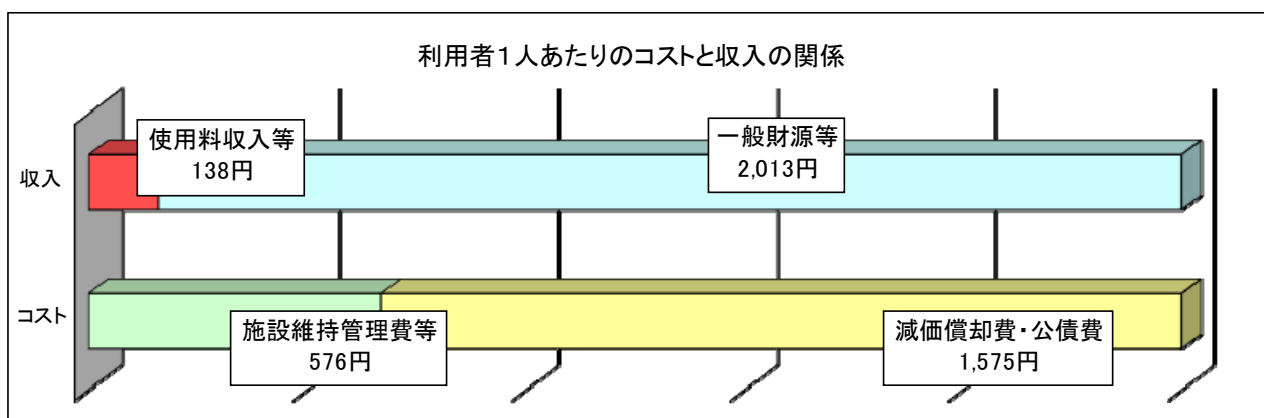 利用者１人あたりのコストと収入の関係
使用料収入等
138円
一般財源等
2,013円
収入
コスト
施設維持管理費等
576円
減価償却費・公債費
1,575円